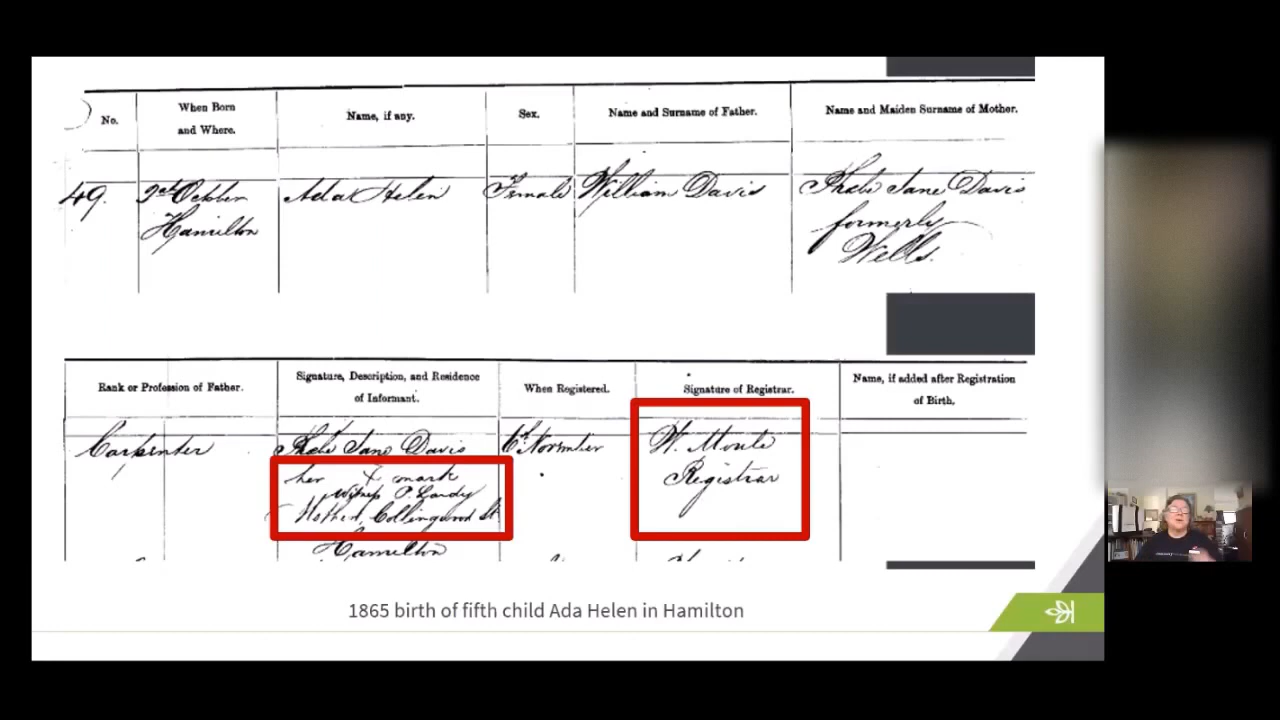 No.
When Born
and Where.
Name, if any.
Sex.
Name and Surname of Father.
Name and Maiden Surname of Mother.
49.
October
Hamilton
Ada Helen
Female
William Davis
Jane Davis
formerly
Wells.
Rank or Profession of Father.
Signature, Description, and Residence
of Informant.
When Registered.
Signature of Registrar.
Name, if added after Registration
of Birth.
Carpenter
Jane Davis
her X mark
Witness P.
Mother, Collingwood St
Hamilton
6th November
W.
Registrar
1865 birth of fifth child Ada Helen in Hamilton